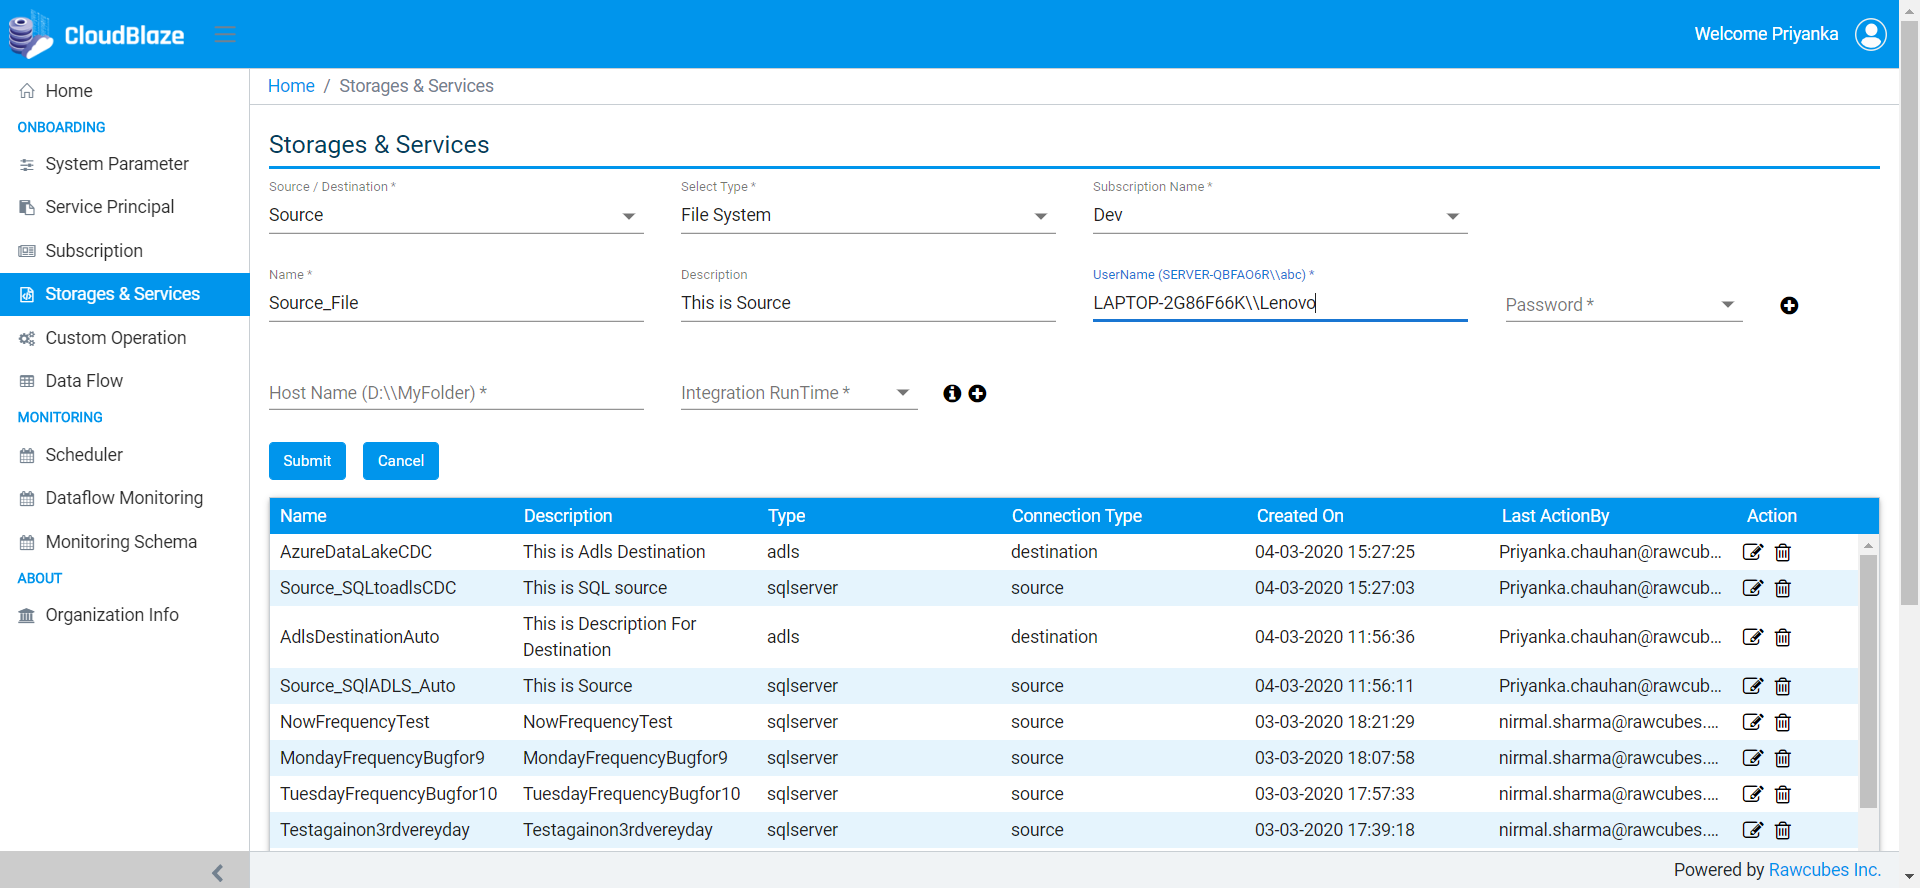 CloudBlaze
Welcome Priyanka
Home
ONBOARDING
System Parameter
Service Principal
Subscription
Storages & Services
Custom Operation
Data Flow
MONITORING
Scheduler
Dataflow Monitoring
Monitoring Schema
ABOUT
Organization Info
Home / Storages & Services
Storages & Services
Source / Destination *
Source
Select Type *
File System
Subscription Name *
Dev
Name *
Source_File
Description
This is Source
UserName (SERVER-QBFAO6R\\abc) *
LAPTOP-2G86F66K\\Lenovo
Password *
Host Name (D:\\MyFolder) *
Integration RunTime *
Submit
Cancel
Name Description Type Connection Type Created On Last ActionBy Action
AzureDataLakeCDC This is Adls Destination adls destination 04-03-2020 15:27:25 Priyanka.chauhan@rawcub...
Source_SQLtoadlsCDC This is SQL source sqlserver source 04-03-2020 15:27:03 Priyanka.chauhan@rawcub...
AdlsDestinationAuto This is Description For
Destination adls destination 04-03-2020 11:56:36 Priyanka.chauhan@rawcub...
Source_SQlADLS_Auto This is Source sqlserver source 04-03-2020 11:56:11 Priyanka.chauhan@rawcub...
NowFrequencyTest NowFrequencyTest sqlserver source 03-03-2020 18:21:29 nirmal.sharma@rawcubes....
MondayFrequencyBugfor9 MondayFrequencyBugfor9 sqlserver source 03-03-2020 18:07:58 nirmal.sharma@rawcubes....
TuesdayFrequencyBugfor10 TuesdayFrequencyBugfor10 sqlserver source 03-03-2020 17:57:33 nirmal.sharma@rawcubes....
Testagainon3rdvereyday Testagainon3rdvereyday sqlserver source 03-03-2020 17:39:18 nirmal.sharma@rawcubes....
Powered by Rawcubes Inc.